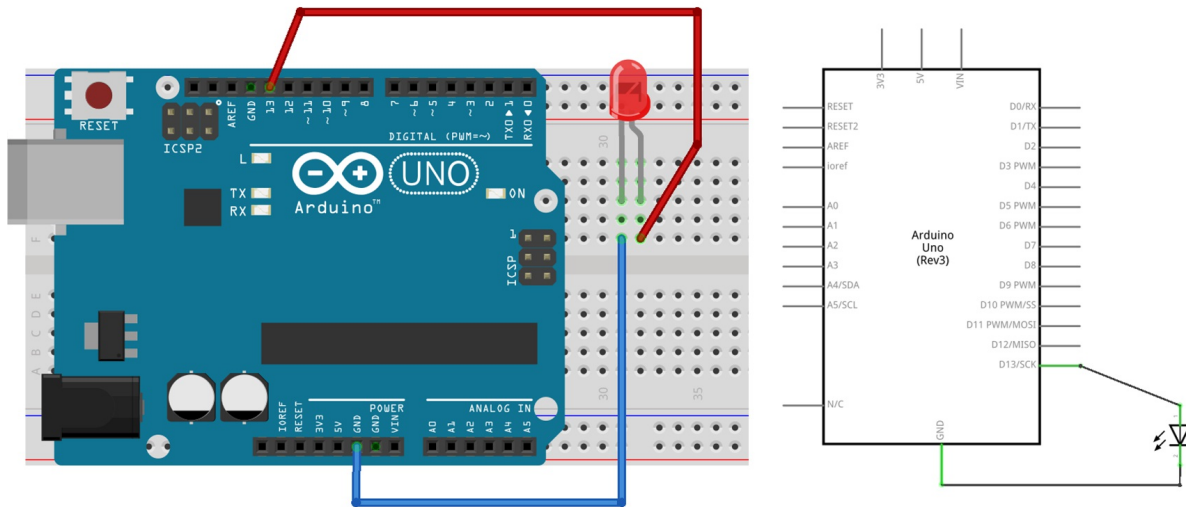 RESET
ICSP2
AREF
GND
13
12
~11
~10
~9
8
7
~6
~5
4
~3
2
TX0 ▶ 1
RX0 ◀ 0
DIGITAL (PWM=~)
L
TX
RX
UNO
Arduino™
ON
1
ICSP
30
F
E
D
C
B
A
30
35
POWER
ANALOG IN
IOREF
RESET
3V3
5V
GND
GND
VIN
A0
A1
A2
A3
A4
A5
3V3
5V
VIN
RESET
RESET2
AREF
ioref
A0
A1
A2
A3
A4/SDA
A5/SCL
N/C
Arduino
Uno
(Rev3)
D0/RX
D1/TX
D2
D3 PWM
D4
D5 PWM
D6 PWM
D7
D8
D9 PWM
D10 PWM/SS
D11 PWM/MOSI
D12/MISO
D13/SCK
GND